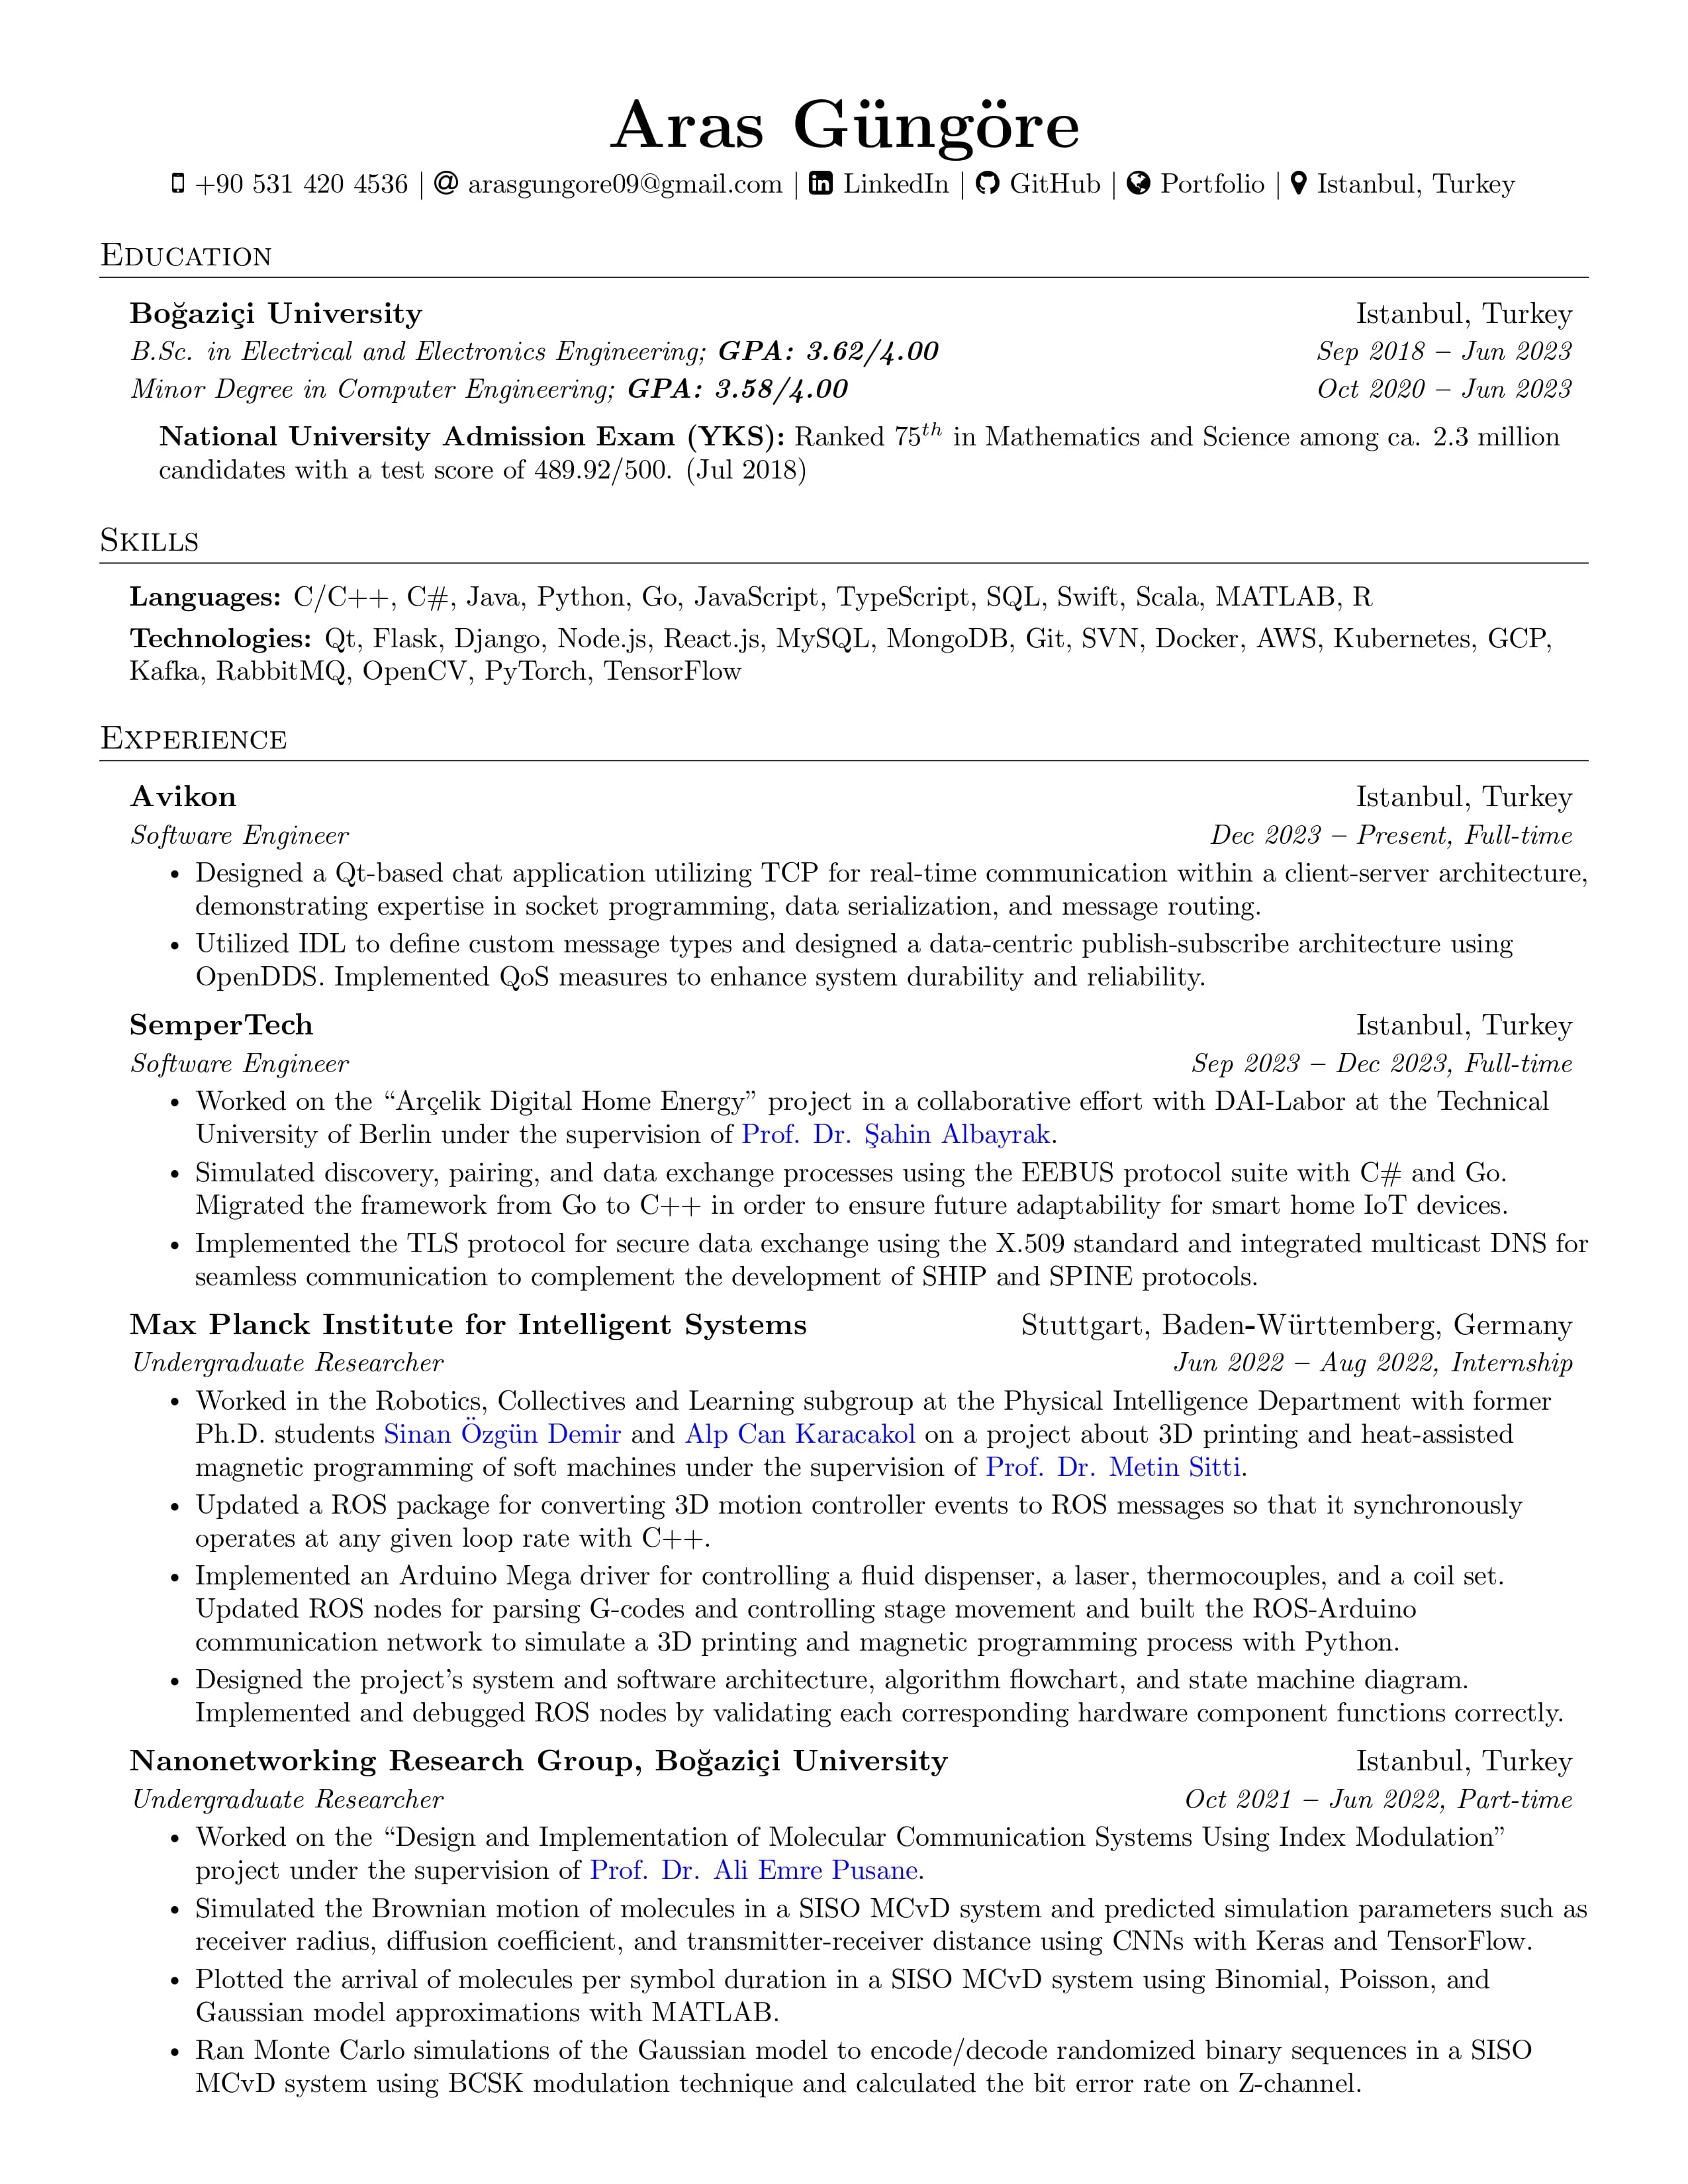 Aras Güngöre
+90 531 420 4536 | arasgungore09@gmail.com | LinkedIn | GitHub | Portfolio | Istanbul, Turkey
Education
Boğaziçi University Istanbul, Turkey
B.Sc. in Electrical and Electronics Engineering; GPA: 3.62/4.00 Sep 2018 – Jun 2023
Minor Degree in Computer Engineering; GPA: 3.58/4.00 Oct 2020 – Jun 2023
National University Admission Exam (YKS): Ranked 75th in Mathematics and Science among ca. 2.3 million
candidates with a test score of 489.92/500. (Jul 2018)
Skills
Languages: C/C++, C#, Java, Python, Go, JavaScript, TypeScript, SQL, Swift, Scala, MATLAB, R
Technologies: Qt, Flask, Django, Node.js, React.js, MySQL, MongoDB, Git, SVN, Docker, AWS, Kubernetes, GCP,
Kafka, RabbitMQ, OpenCV, PyTorch, TensorFlow
Experience
Avikon Istanbul, Turkey
Software Engineer Dec 2023 – Present, Full-time
• Designed a Qt-based chat application utilizing TCP for real-time communication within a client-server architecture,
demonstrating expertise in socket programming, data serialization, and message routing.
• Utilized IDL to define custom message types and designed a data-centric publish-subscribe architecture using
OpenDDS. Implemented QoS measures to enhance system durability and reliability.
SemperTech Istanbul, Turkey
Software Engineer Sep 2023 – Dec 2023, Full-time
• Worked on the “Arçelik Digital Home Energy” project in a collaborative effort with DAI-Labor at the Technical
University of Berlin under the supervision of Prof. Dr. Şahin Albayrak.
• Simulated discovery, pairing, and data exchange processes using the EEBUS protocol suite with C# and Go.
Migrated the framework from Go to C++ in order to ensure future adaptability for smart home IoT devices.
• Implemented the TLS protocol for secure data exchange using the X.509 standard and integrated multicast DNS for
seamless communication to complement the development of SHIP and SPINE protocols.
Max Planck Institute for Intelligent Systems Stuttgart, Baden-Württemberg, Germany
Undergraduate Researcher Jun 2022 – Aug 2022, Internship
• Worked in the Robotics, Collectives and Learning subgroup at the Physical Intelligence Department with former
Ph.D. students Sinan Özgün Demir and Alp Can Karacakol on a project about 3D printing and heat-assisted
magnetic programming of soft machines under the supervision of Prof. Dr. Metin Sitti.
• Updated a ROS package for converting 3D motion controller events to ROS messages so that it synchronously
operates at any given loop rate with C++.
• Implemented an Arduino Mega driver for controlling a fluid dispenser, a laser, thermocouples, and a coil set.
Updated ROS nodes for parsing G-codes and controlling stage movement and built the ROS-Arduino
communication network to simulate a 3D printing and magnetic programming process with Python.
• Designed the project’s system and software architecture, algorithm flowchart, and state machine diagram.
Implemented and debugged ROS nodes by validating each corresponding hardware component functions correctly.
Nanonetworking Research Group, Boğaziçi University Istanbul, Turkey
Undergraduate Researcher Oct 2021 – Jun 2022, Part-time
• Worked on the “Design and Implementation of Molecular Communication Systems Using Index Modulation”
project under the supervision of Prof. Dr. Ali Emre Pusane.
• Simulated the Brownian motion of molecules in a SISO MCvD system and predicted simulation parameters such as
receiver radius, diffusion coefficient, and transmitter-receiver distance using CNNs with Keras and TensorFlow.
• Plotted the arrival of molecules per symbol duration in a SISO MCvD system using Binomial, Poisson, and
Gaussian model approximations with MATLAB.
• Ran Monte Carlo simulations of the Gaussian model to encode/decode randomized binary sequences in a SISO
MCvD system using BCSK modulation technique and calculated the bit error rate on Z-channel.